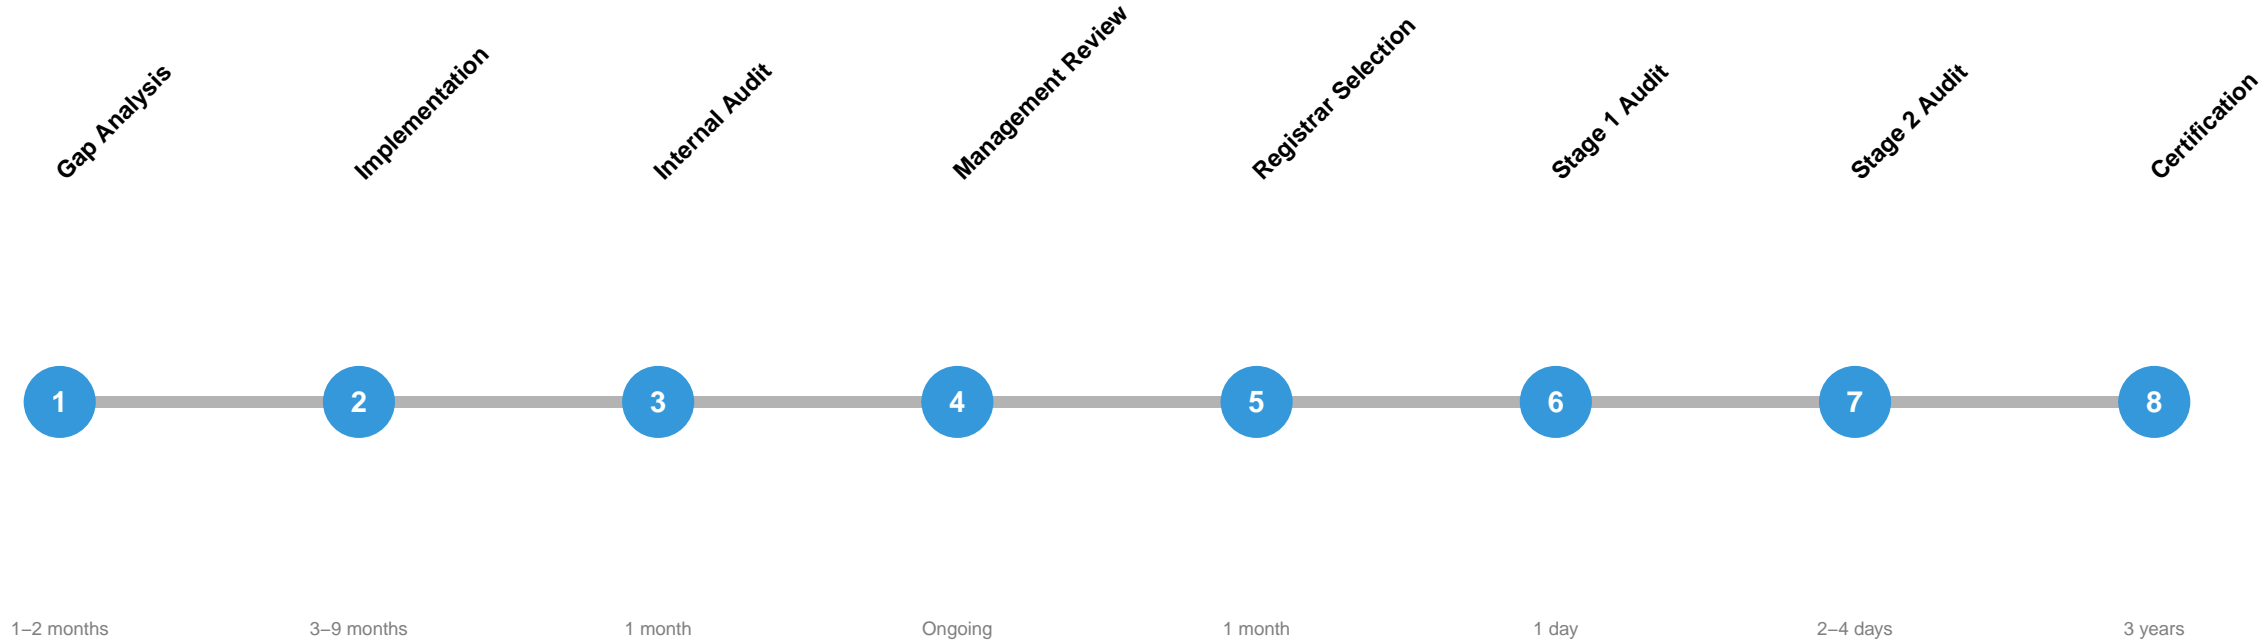 Gap Analysis
Implementation
Internal Audit
Management Review
Registrar Selection
Stage 1 Audit
Stage 2 Audit
Certification
1
2
3
4
5
6
7
8
1–2 months
3–9 months
1 month
Ongoing
1 month
1 day
2–4 days
3 years